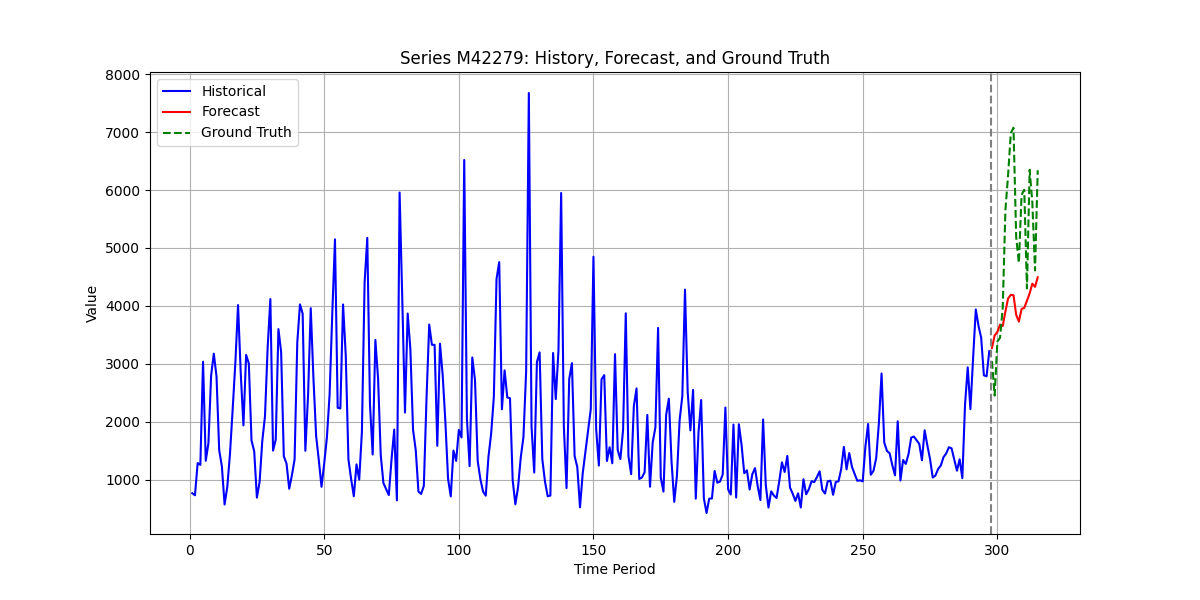 Series M42279: History, Forecast, and Ground Truth
Historical
Forecast
Ground Truth
8000
7000
6000
5000
4000
3000
2000
1000
Value
0 50 100 150 200 250 300
Time Period